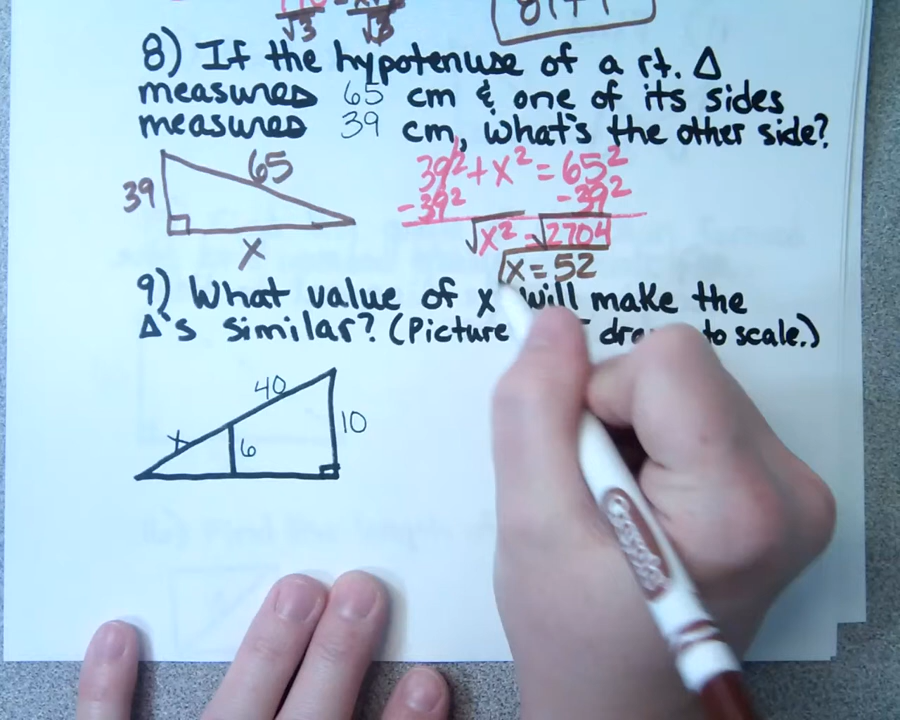 √3
8) If the hypotenuse of a rt. Δ
measures 65 cm & one of its sides
measures 39 cm, what's the other side?
39 65 x
39² + x² = 65²
-39² -39²
√x² = √2704
x = 52
9) What value of x will make the
Δ's similar? (Picture to scale.)
40
x 6 10